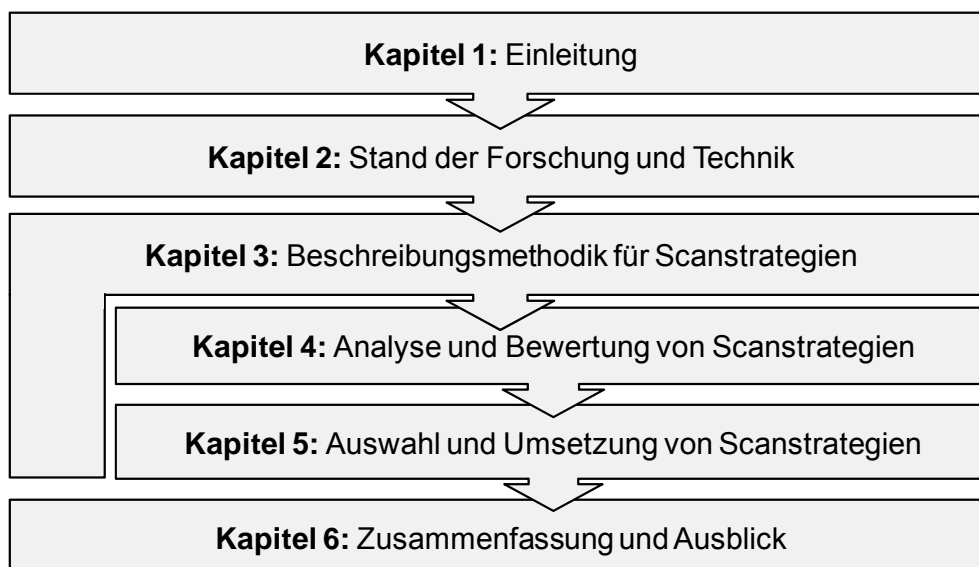 Kapitel 1: Einleitung
Kapitel 2: Stand der Forschung und Technik
Kapitel 3: Beschreibungsmethodik für Scanstrategien
Kapitel 4: Analyse und Bewertung von Scanstrategien
Kapitel 5: Auswahl und Umsetzung von Scanstrategien
Kapitel 6: Zusammenfassung und Ausblick